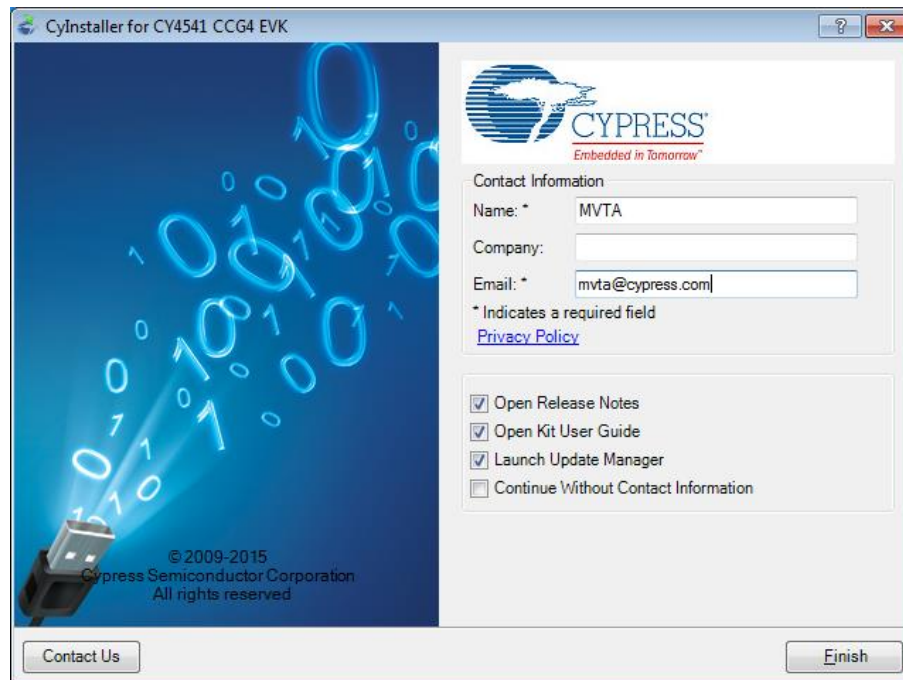 CyInstaller for CY4541 CCG4 EVK
CYPRESS
Embedded in Tomorrow™
Contact Information
Name: * MVTA
Company:
Email: * mvta@cypress.com
* Indicates a required field
Privacy Policy
Open Release Notes
Open Kit User Guide
Launch Update Manager
Continue Without Contact Information
© 2009-2015
Cypress Semiconductor Corporation
All rights reserved
Contact Us
Finish